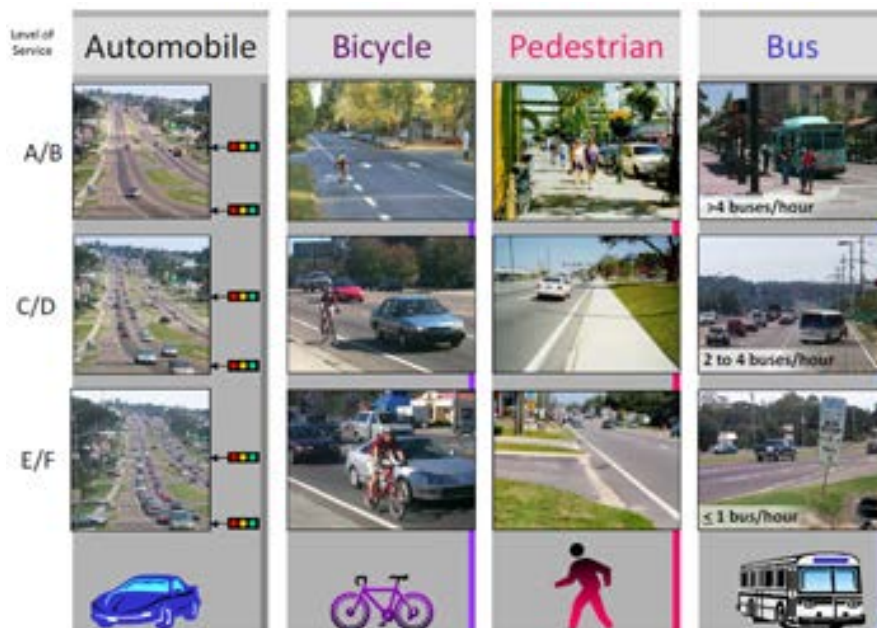 Level of
Service
Automobile
Bicycle
Pedestrian
Bus
A/B
>4 buses/hour
C/D
2 to 4 buses/hour
E/F
≤ 1 bus/hour